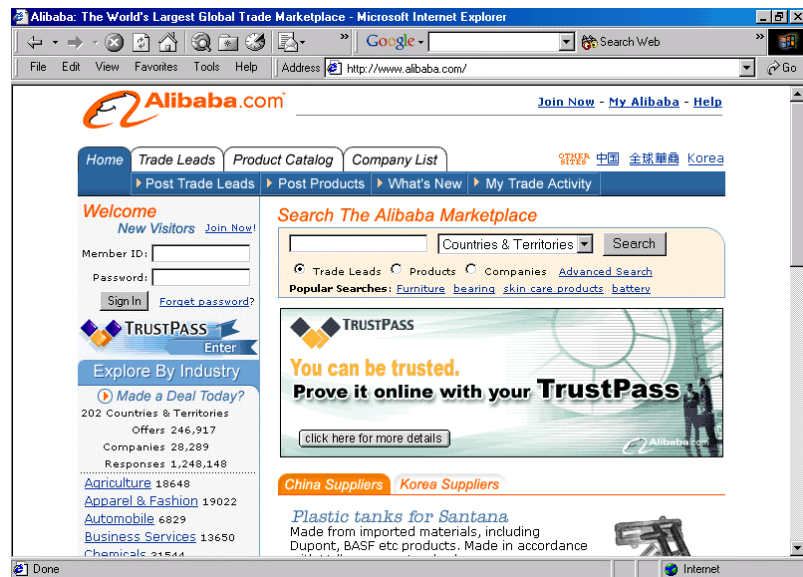 Alibaba: The World's Largest Global Trade Marketplace - Microsoft Internet Explorer
» Google Search Web »
File Edit View Favorites Tools Help Address http://www.alibaba.com/ Go
Alibaba.com
Join Now - My Alibaba - Help
Home Trade Leads Product Catalog Company List
OTHER SITES 中国 全球華商 Korea
Post Trade Leads Post Products What's New My Trade Activity
Welcome
New Visitors Join Now!
Member ID:
Password:
Sign In Forget password?
TRUSTPASS
Enter
Explore By Industry
Made a Deal Today?
202 Countries & Territories
Offers 246,917
Companies 28,289
Responses 1,248,148
Agriculture 18648
Apparel & Fashion 19022
Automobile 6829
Business Services 13650
Chemicals 31544
Search The Alibaba Marketplace
Countries & Territories Search
Trade Leads Products Companies Advanced Search
Popular Searches: Furniture bearing skin care products battery
TRUSTPASS
You can be trusted.
Prove it online with your TrustPass
click here for more details
Alibaba.com
China Suppliers Korea Suppliers
Plastic tanks for Santana
Made from imported materials, including
Dupont, BASF etc products. Made in accordance
Done Internet